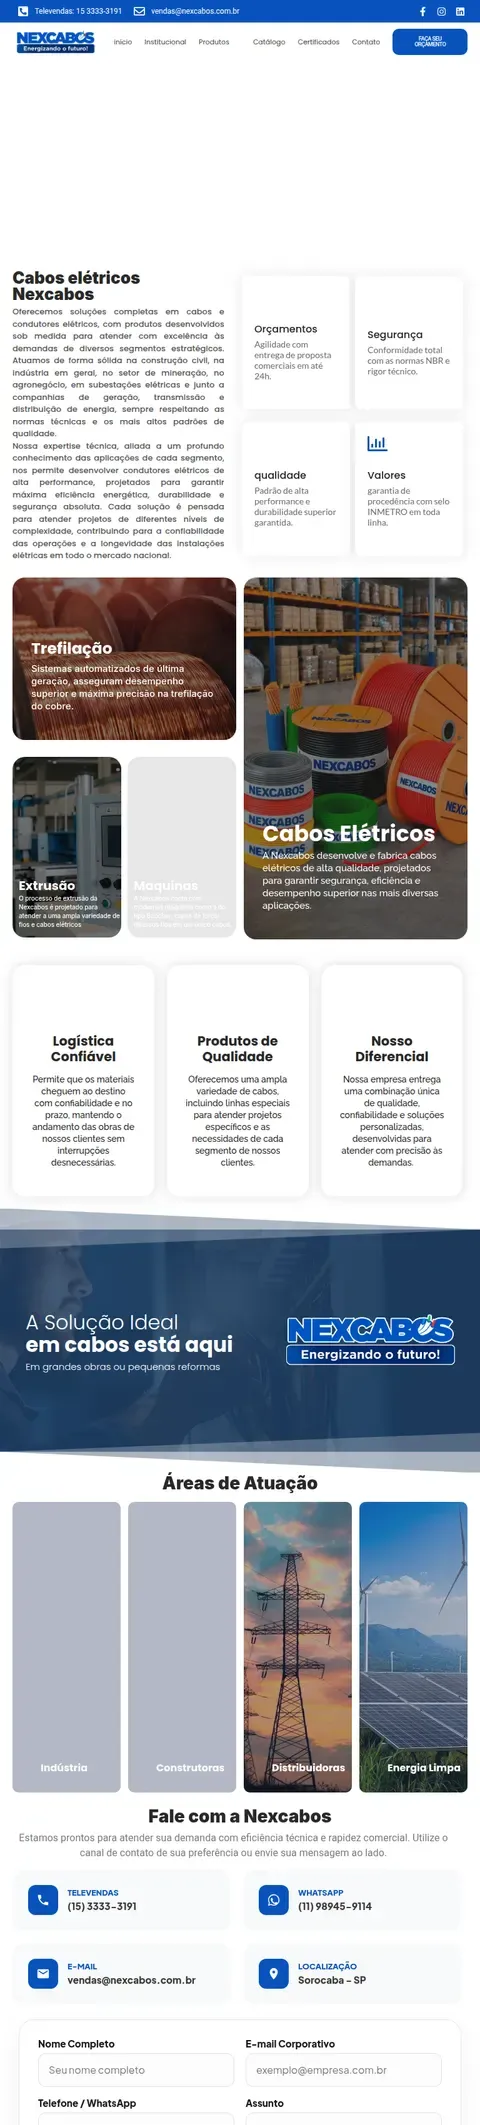 Televendas: 15 3333-3191
vendas@nexcabos.com.br
NEXCABOS
Energizando o futuro!
início
Institucional
Produtos
Catálogo
Certificados
Contato
FAÇA SEU
ORÇAMENTO
Cabos elétricos
Nexcabos
Oferecemos soluções completas em cabos e
condutores elétricos, com produtos desenvolvidos
sob medida para atender com excelência às
demandas de diversos segmentos estratégicos.
Atuamos de forma sólida na construção civil, na
indústria em geral, no setor de mineração, no
agronegócio, em subestações elétricas e junto a
companhias de geração, transmissão e
distribuição de energia, sempre respeitando as
normas técnicas e os mais altos padrões de
qualidade.
Nossa expertise técnica, aliada a um profundo
conhecimento das aplicações de cada segmento,
nos permite desenvolver condutores elétricos de
alta performance, projetados para garantir
máxima eficiência energética, durabilidade e
segurança absoluta. Cada solução é pensada
para atender projetos de diferentes níveis de
complexidade, contribuindo para a confiabilidade
das operações e a longevidade das instalações
elétricas em todo o mercado nacional.
Orçamentos
Agilidade com
entrega de proposta
comerciais em até
24h.
Segurança
Conformidade total
com as normas NBR e
rigor técnico.
qualidade
Padrão de alta
performance e
durabilidade superior
garantida.
Valores
garantia de
procedência com selo
INMETRO em toda
linha.
Trefilação
Sistemas automatizados de última
geração, asseguram desempenho
superior e máxima precisão na trefilação
do cobre.
Extrusão
O processo de extrusão da
Nexcabos é projetado para
atender a uma ampla variedade de
fios e cabos elétricos
Maquinas
NEXCABOS
NEXCABOS
NEXCABOS
NEXCABOS
NEXCABOS
Cabos Elétricos
A Nexcabos desenvolve e fabrica cabos
elétricos de alta qualidade, projetados
para garantir segurança, eficiência e
desempenho superior nas mais diversas
aplicações.
Logística
Confiável
Permite que os materiais
cheguem ao destino
com confiabilidade e no
prazo, mantendo o
andamento das obras de
nossos clientes sem
interrupções
desnecessárias.
Produtos de
Qualidade
Oferecemos uma ampla
variedade de cabos,
incluindo linhas especiais
para atender projetos
específicos e as
necessidades de cada
segmento de nossos
clientes.
Nosso
Diferencial
Nossa empresa entrega
uma combinação única
de qualidade,
confiabilidade e soluções
personalizadas,
desenvolvidas para
atender com precisão às
demandas.
A Solução Ideal
em cabos está aqui
Em grandes obras ou pequenas reformas
NEXCABOS
Energizando o futuro!
Áreas de Atuação
Indústria
Construtoras
Distribuidoras
Energia Limpa
Fale com a Nexcabos
Estamos prontos para atender sua demanda com eficiência técnica e rapidez comercial. Utilize o
canal de contato de sua preferência ou envie sua mensagem ao lado.
TELEVENDAS
(15) 3333-3191
WHATSAPP
(11) 98945-9114
E-MAIL
vendas@nexcabos.com.br
LOCALIZAÇÃO
Sorocaba – SP
Nome Completo
Seu nome completo
E-mail Corporativo
exemplo@empresa.com.br
Telefone / WhatsApp
Assunto